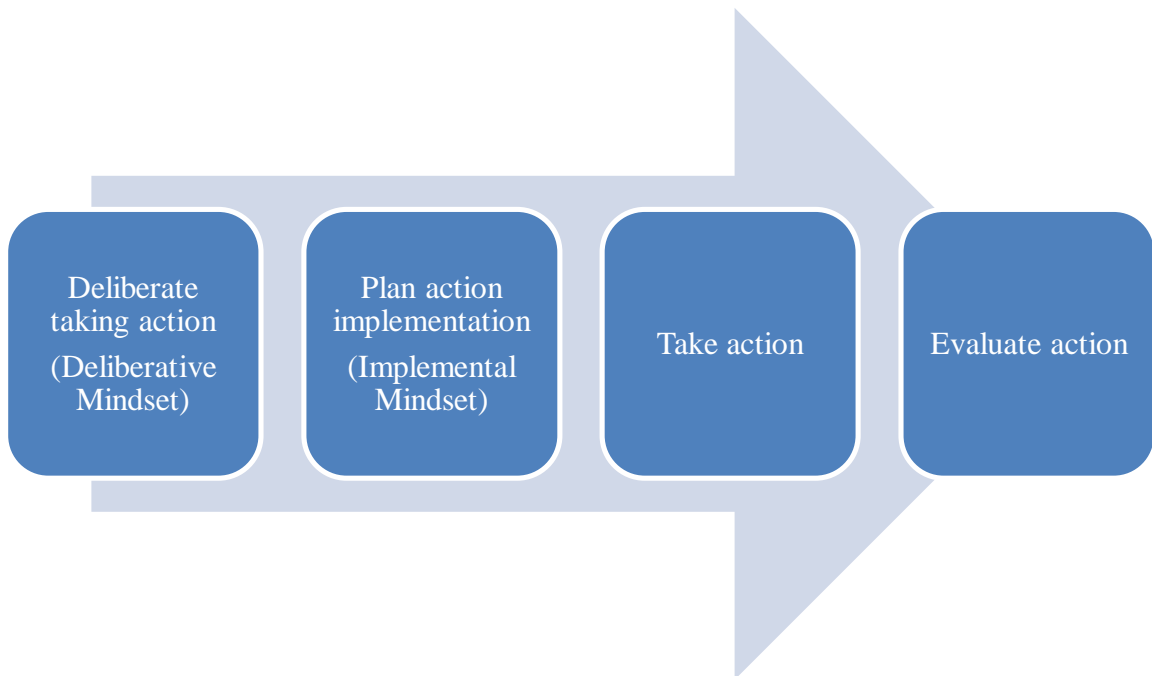 Deliberate
taking action
(Deliberative
Mindset)
Plan action
implementation
(Implemental
Mindset)
Take action
Evaluate action